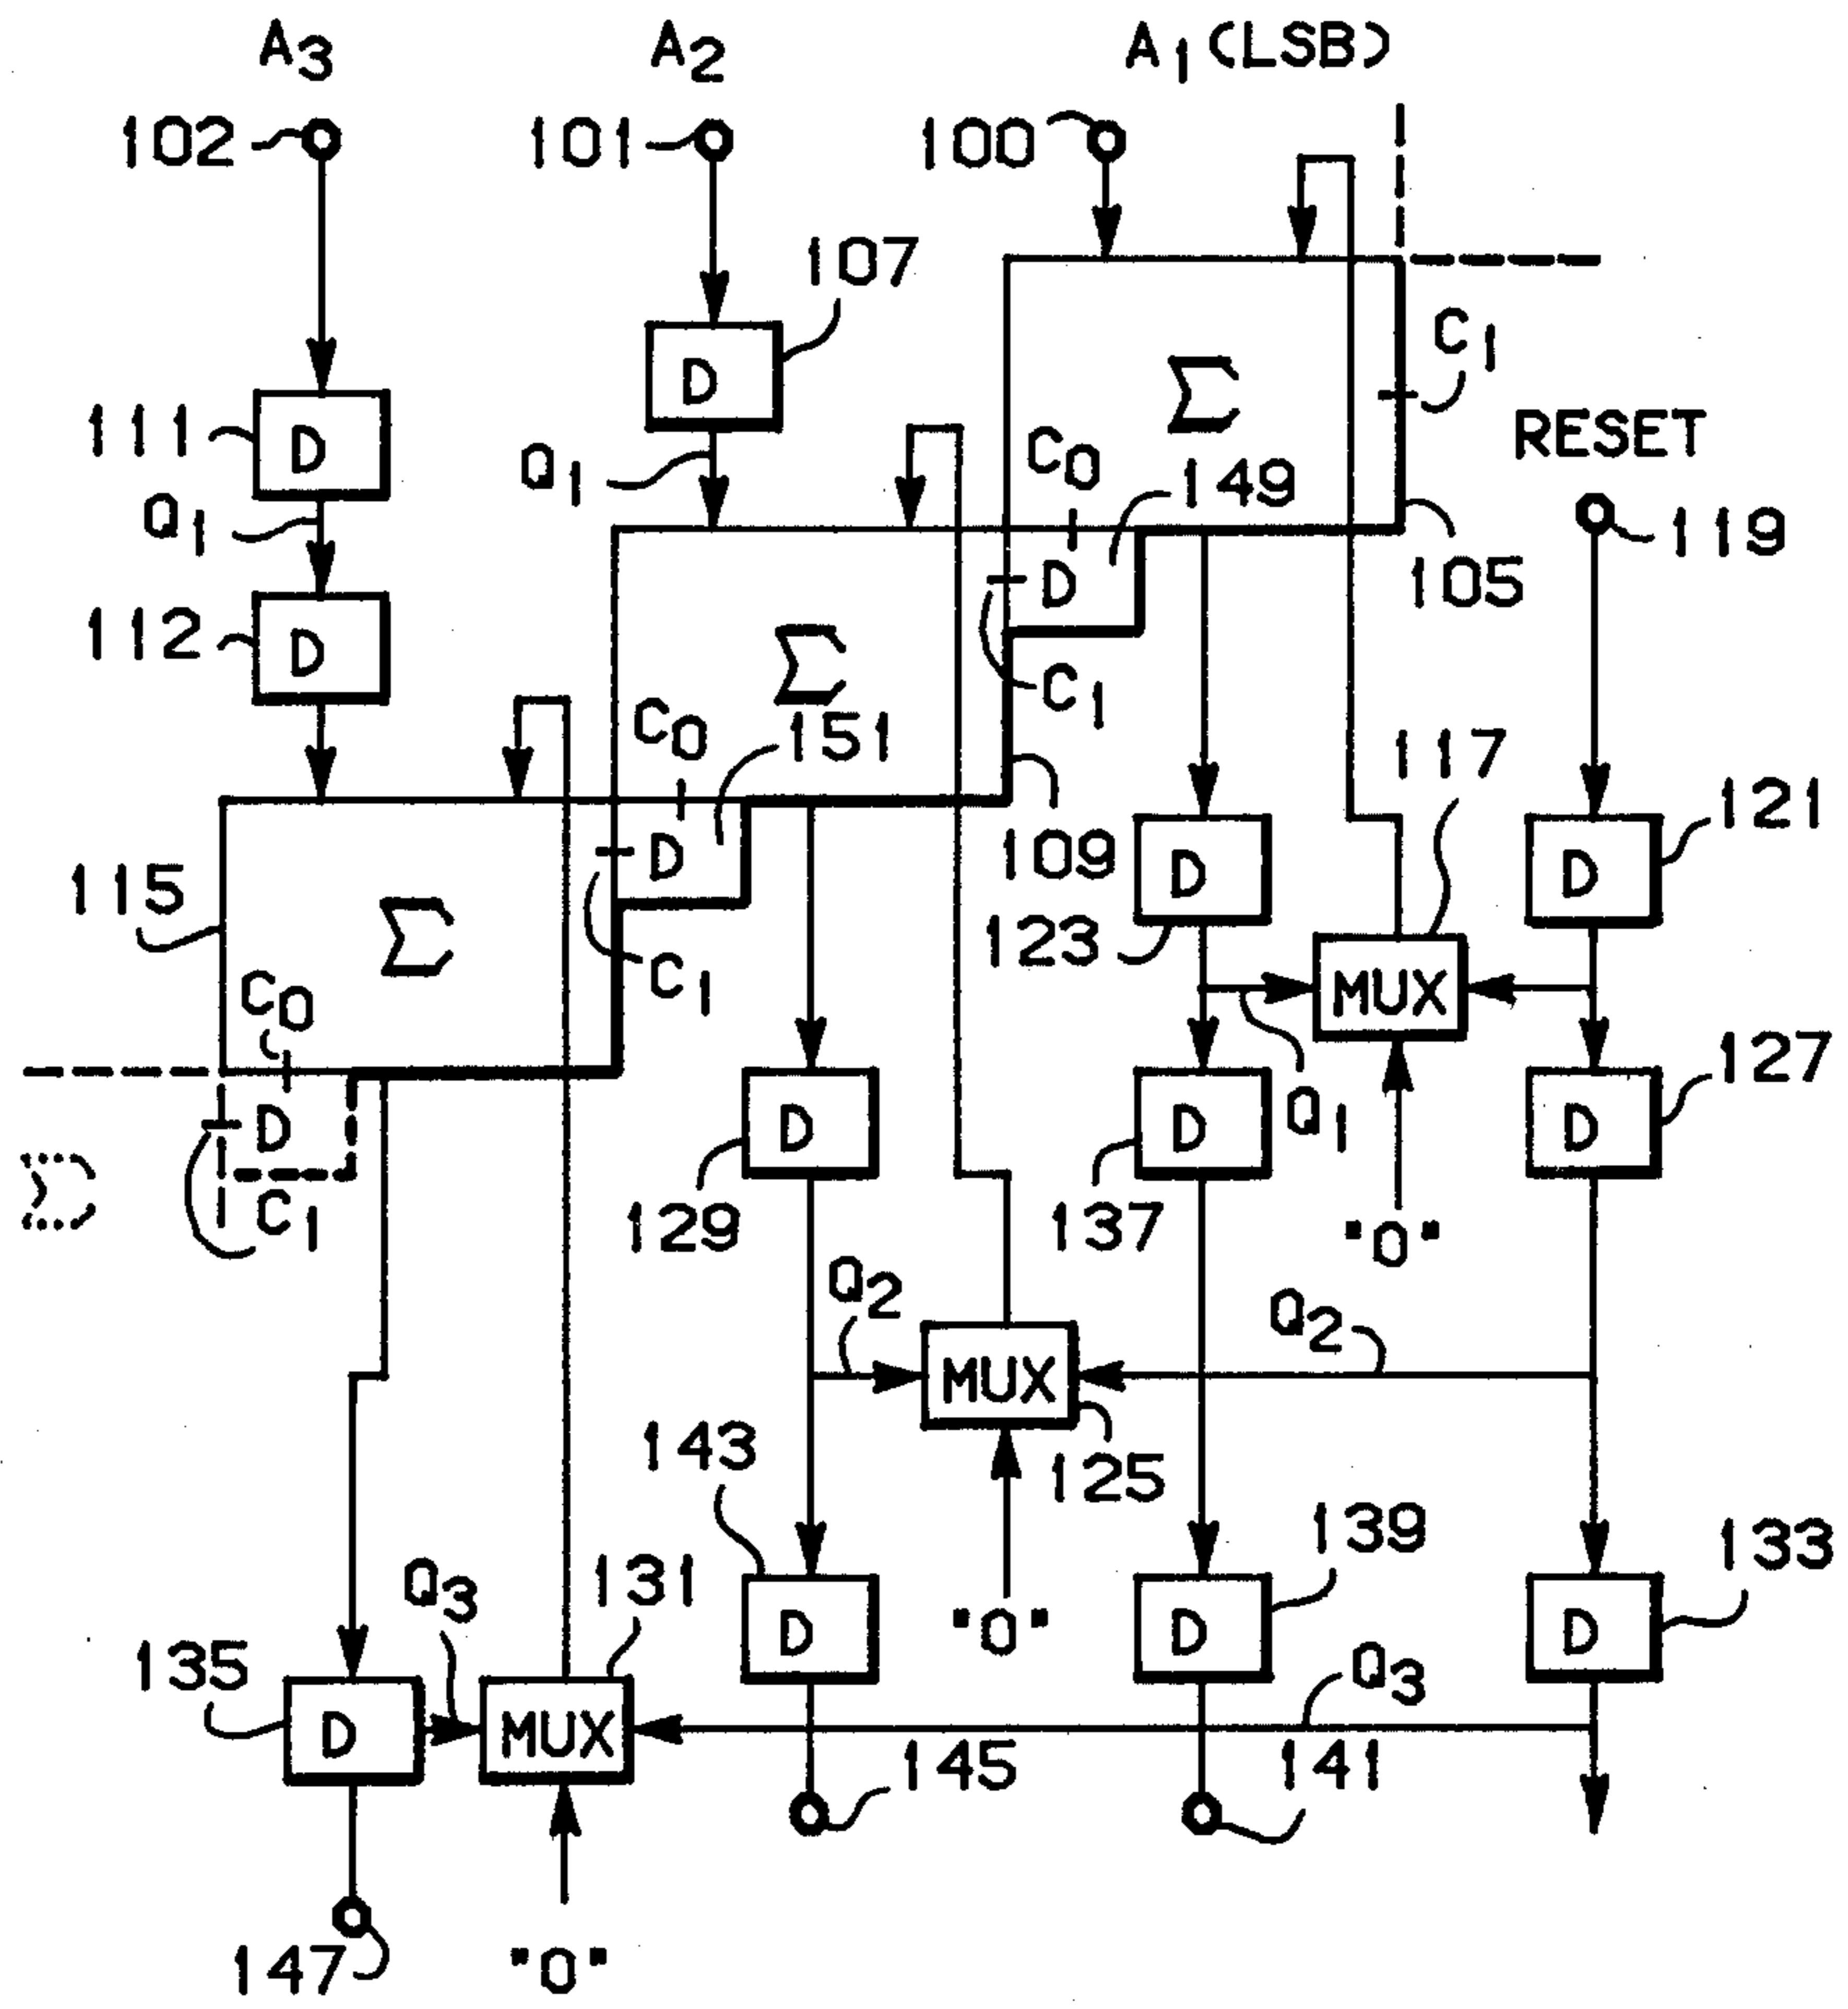 A3 A2 A1 (LSB)
102 101 100
107
C1
111 D D Σ RESET
Q1 Q1 C0 149 119
D 105
112 D Σ C1
C0 151 117
121
115 D 109 D D
Σ 123
C1 MUX
C0
127
D D D D
Q1
Σ C1 129 137 "0"
Q2 Q2
MUX
143 125
139 133
Q3 131 D "0" D D
135 Q3
D MUX 145 141
147 "0"